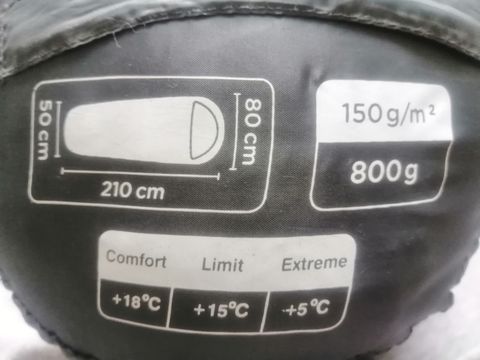 50 cm
80 cm
210 cm
150 g/m²
800g
Comfort Limit Extreme
+18°C +15°C +5°C